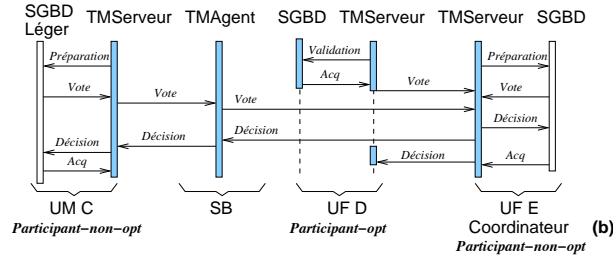 SGBD Léger
TMServeur
TMAgent
SGBD
TMServeur
TMServeur
SGBD
Préparation
Validation
Préparation
Acq
Vote
Vote
Vote
Vote
Vote
Décision
Décision
Décision
Décision
Décision
Acq
Acq
UM C
SB
UF D
UF E
Participant-non-opt
Participant-opt
Coordinateur
(b)
Participant-non-opt